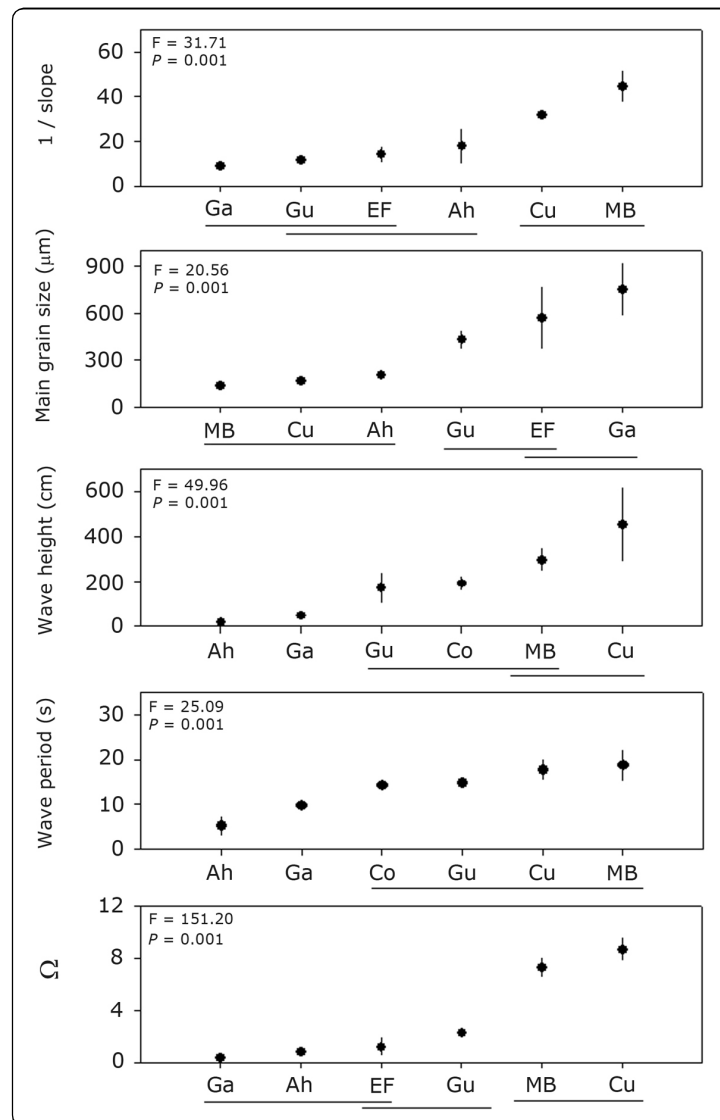 F = 31.71
P = 0.001
1 / slope
60
40
20
0
Ga Gu EF Ah Cu MB
F = 20.56
P = 0.001
Main grain size (μm)
900
600
300
0
MB Cu Ah Gu EF Ga
F = 49.96
P = 0.001
Wave height (cm)
600
400
200
0
Ah Ga Gu Co MB Cu
F = 25.09
P = 0.001
Wave period (s)
30
20
10
0
Ah Ga Co Gu Cu MB
F = 151.20
P = 0.001
Ω
12
8
4
0
Ga Ah EF Gu MB Cu